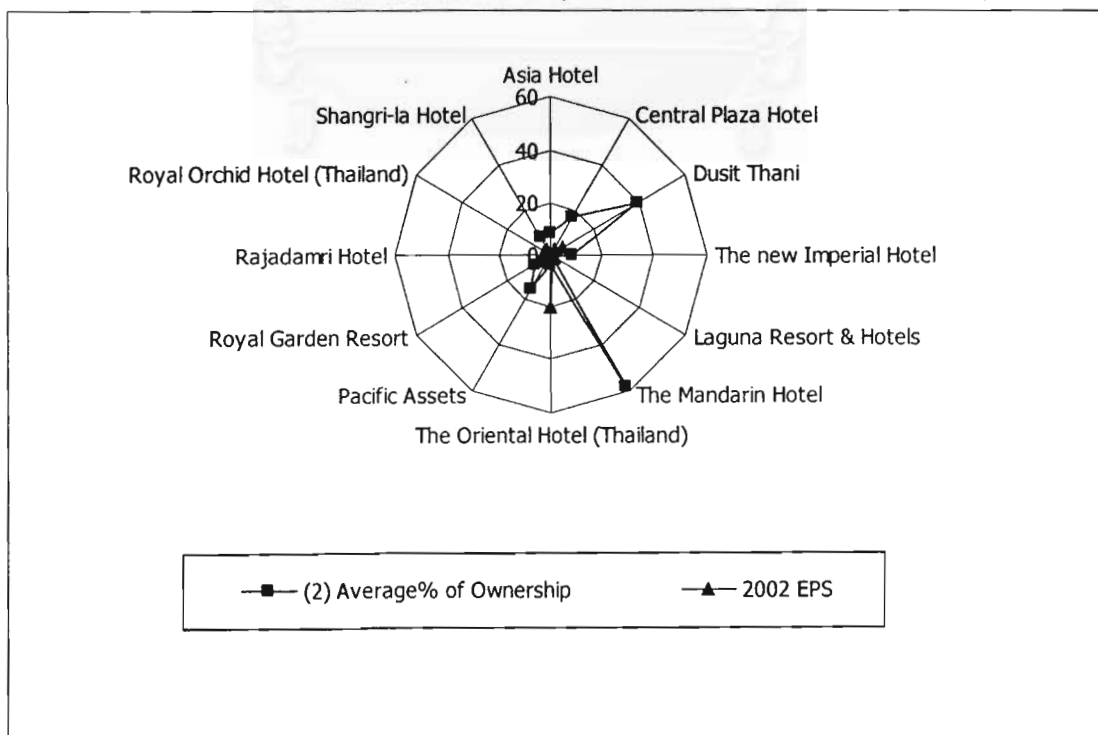 Asia Hotel
60
Shangri-la Hotel
Central Plaza Hotel
40
Royal Orchid Hotel (Thailand)
Dusit Thani
20
Rajadamri Hotel
0
The new Imperial Hotel
Royal Garden Resort
Laguna Resort & Hotels
Pacific Assets
The Mandarin Hotel
The Oriental Hotel (Thailand)
(2) Average% of Ownership
2002 EPS